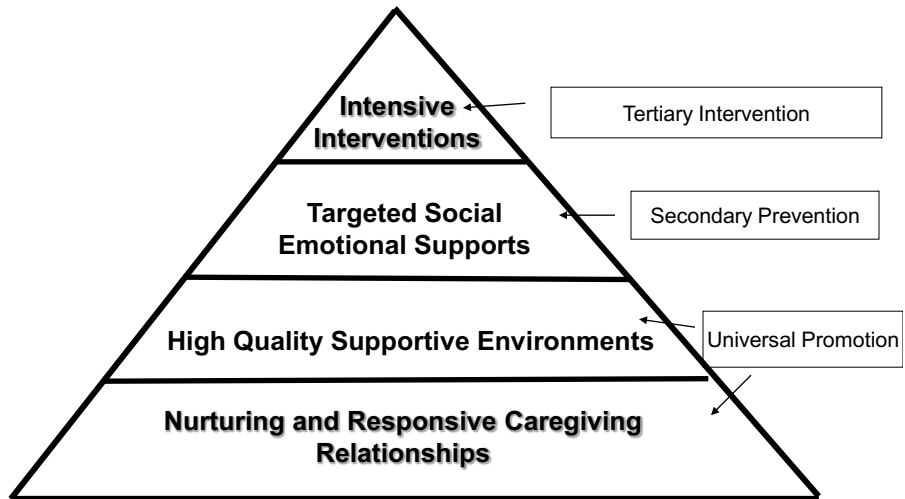 Intensive
Interventions
Tertiary Intervention
Targeted Social
Emotional Supports
Secondary Prevention
High Quality Supportive Environments
Universal Promotion
Nurturing and Responsive Caregiving
Relationships